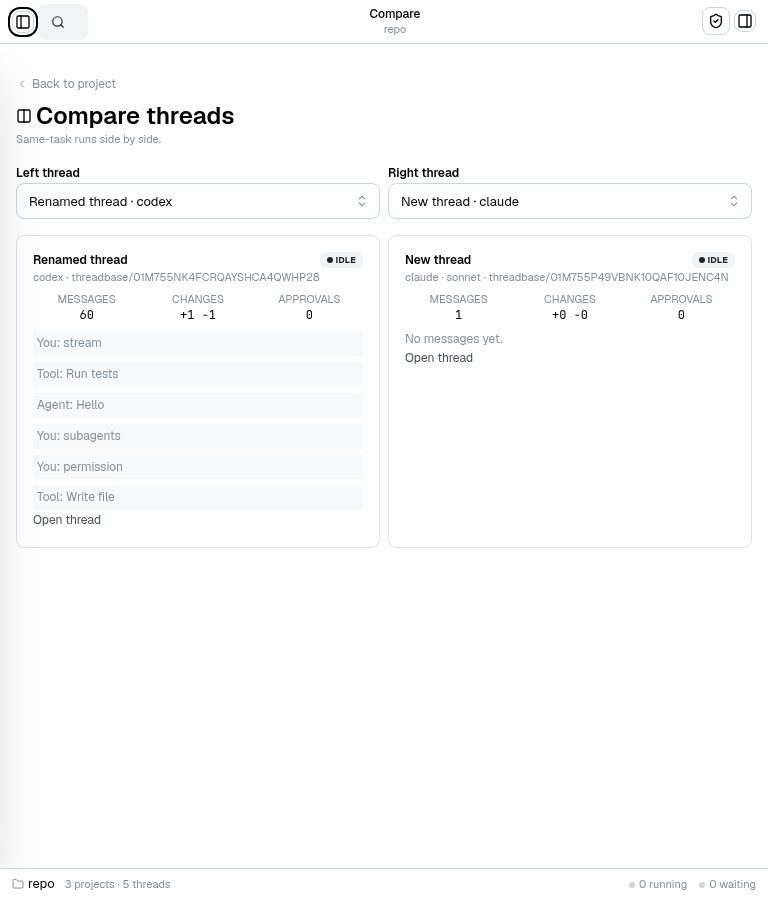 Compare
repo
Back to project
Compare threads
Same-task runs side by side.
Left thread
Right thread
Renamed thread · codex
New thread · claude
Renamed thread
IDLE
codex · threadbase/01M755NK4FCRQAYSHCA4QWHP28
MESSAGES CHANGES APPROVALS
60 +1 -1 0
You: stream
Tool: Run tests
Agent: Hello
You: subagents
You: permission
Tool: Write file
Open thread
New thread
IDLE
claude · sonnet · threadbase/01M755P49VBNK10QAF10JENC4N
MESSAGES CHANGES APPROVALS
1 +0 -0 0
No messages yet.
Open thread
repo 3 projects · 5 threads
0 running 0 waiting